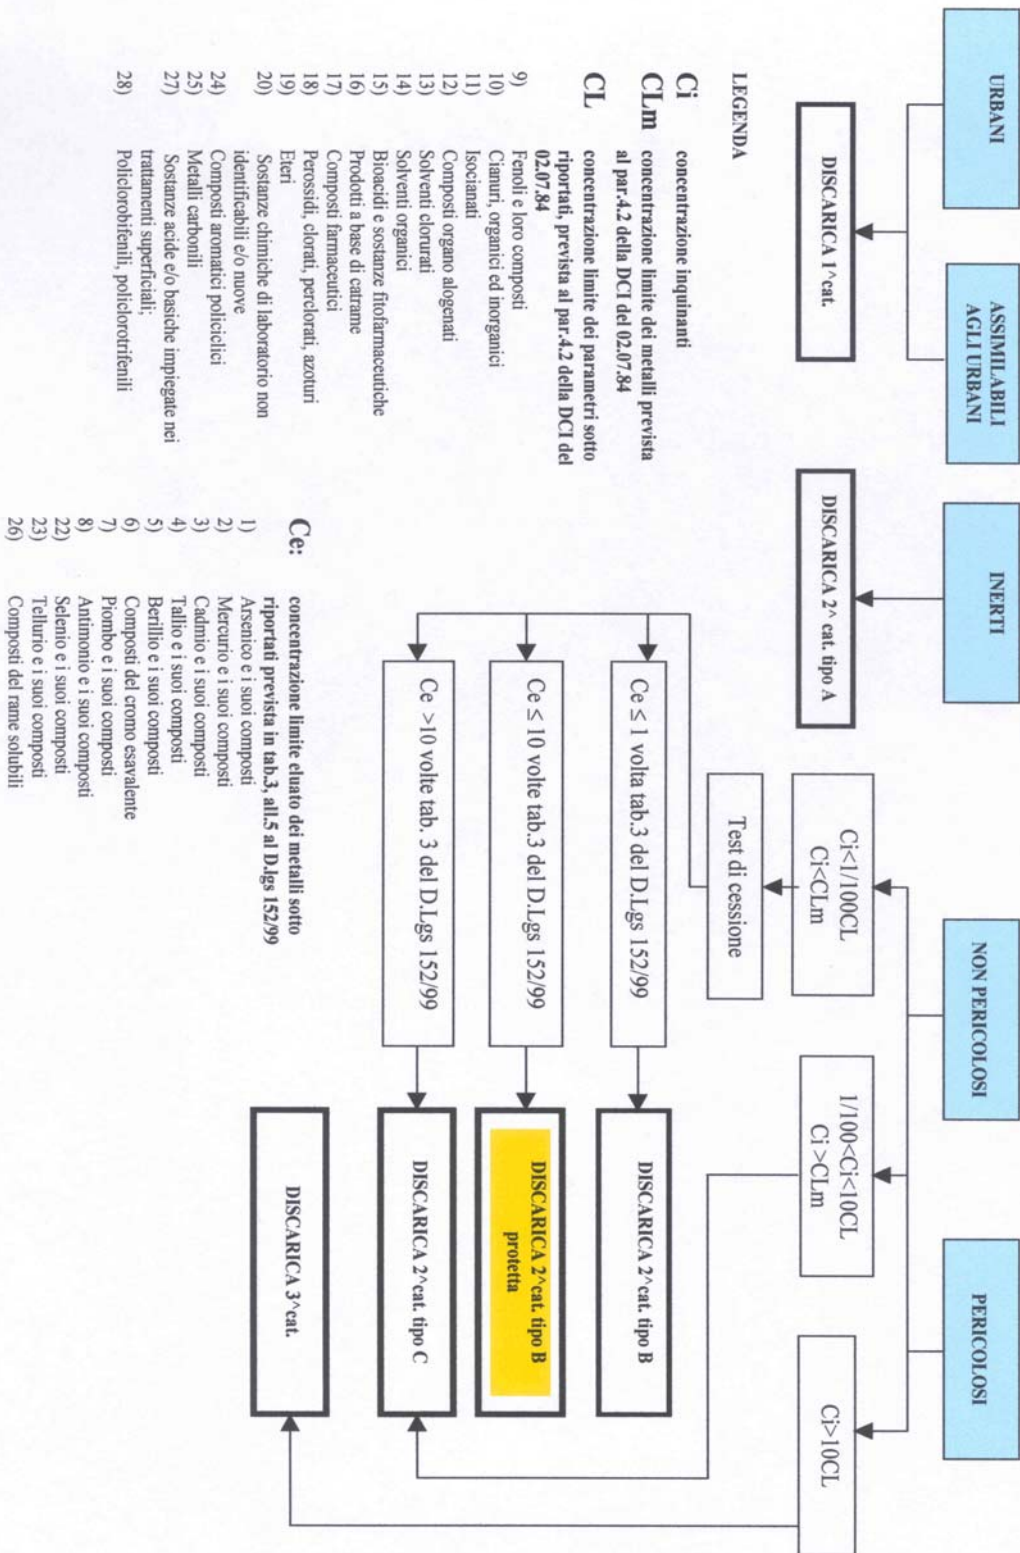 URBANI
ASSIMILABILI
AGLI URBANI
INERTI
NON PERICOLOSI
PERICOLOSI
DISCARICA 1^cat.
DISCARICA 2^ cat. tipo A
Ci<1/100CL
Ci<CLm
1/100<Ci<10CL
Ci >CLm
Ci>10CL
Test di cessione
Ce ≤ 1 volta tab.3 del D.Lgs 152/99
DISCARICA 2^cat. tipo B
Ce ≤ 10 volte tab.3 del D.Lgs 152/99
DISCARICA 2^cat. tipo B
protetta
Ce >10 volte tab. 3 del D.Lgs 152/99
DISCARICA 2^cat. tipo C
DISCARICA 3^cat.
LEGENDA
Ci concentrazione inquinanti
CLm concentrazione limite dei metalli prevista
al par.4.2 della DCI del 02.07.84
CL concentrazione limite dei parametri sotto
riportati, prevista al par.4.2 della DCI del
02.07.84
9) Fenoli e loro composti
10) Cianuri, organici ed inorganici
11) Isocianati
12) Composti organo alogenati
13) Solventi clorurati
14) Solventi organici
15) Bioacidi e sostanze fitofarmaceutiche
16) Prodotti a base di catrame
17) Composti farmaceutici
18) Perossidi, clorati, perclorati, azoturi
19) Eteri
20) Sostanze chimiche di laboratorio non
identificabili e/o nuove
24) Composti aromatici policiclici
25) Metalli carbonili
27) Sostanze acide e/o basiche impiegate nei
trattamenti superficiali;
28) Policlorobifenili, policlorotrifenili
Ce: concentrazione limite eluato dei metalli sotto
riportati prevista in tab.3, all.5 al D.lgs 152/99
1) Arsenico e i suoi composti
2) Mercurio e i suoi composti
3) Cadmio e i suoi composti
4) Tallio e i suoi composti
5) Berillio e i suoi composti
6) Composti del cromo esavalente
7) Piombo e i suoi composti
8) Antimonio e i suoi composti
22) Selenio e i suoi composti
23) Tellurio e i suoi composti
26) Composti del rame solubili